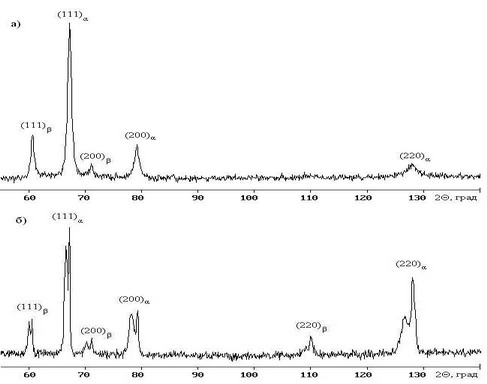 а)
(111)α
(111)β
(200)β
(200)α
(220)α
60 70 80 90 100 110 120 130 2Θ, град
б)
(111)α
(111)β
(200)β
(200)α
(220)β
(220)α
60 70 80 90 100 110 120 130 2Θ, град